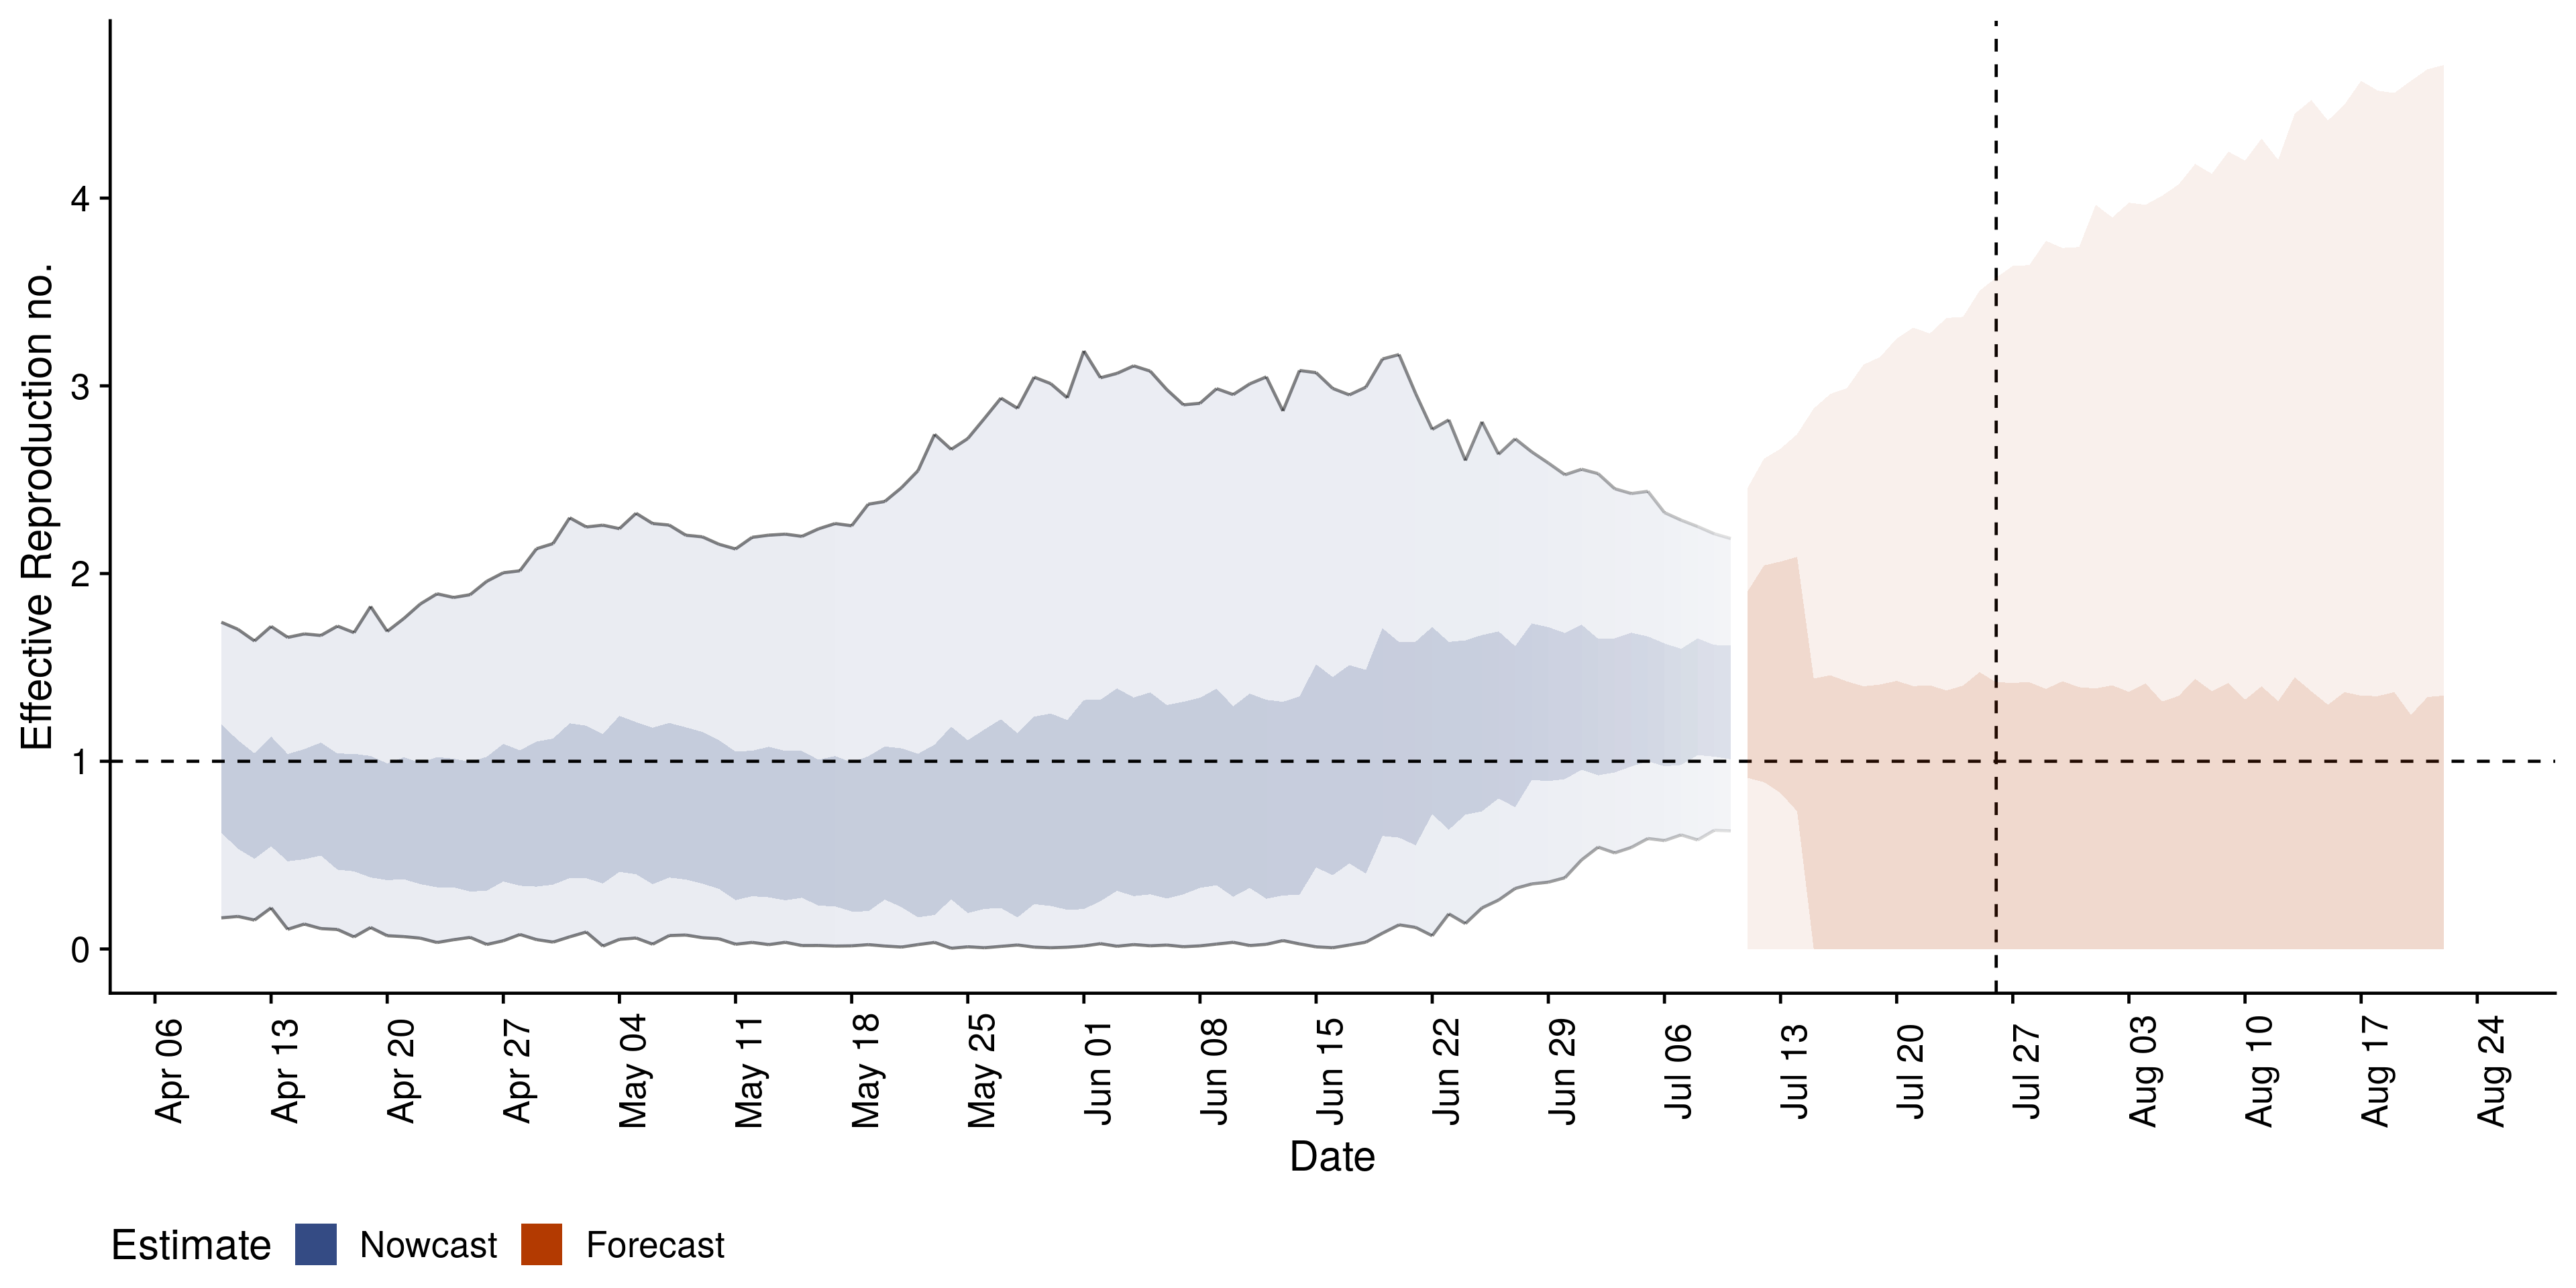 Effective Reproduction no.
4
3
2
1
0
Apr 06
Apr 13
Apr 20
Apr 27
May 04
May 11
May 18
May 25
Jun 01
Jun 08
Jun 15
Jun 22
Jun 29
Jul 06
Jul 13
Jul 20
Jul 27
Aug 03
Aug 10
Aug 17
Aug 24
Date
Estimate Nowcast Forecast